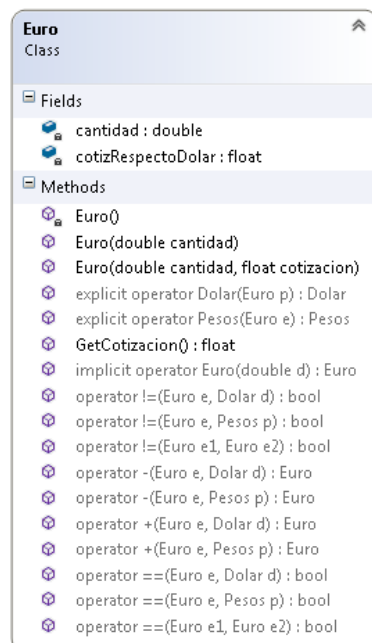 Euro
Class
Fields
cantidad : double
cotizRespectoDolar : float
Methods
Euro()
Euro(double cantidad)
Euro(double cantidad, float cotizacion)
explicit operator Dolar(Euro p) : Dolar
explicit operator Pesos(Euro e) : Pesos
GetCotizacion() : float
implicit operator Euro(double d) : Euro
operator !=(Euro e, Dolar d) : bool
operator !=(Euro e, Pesos p) : bool
operator !=(Euro e1, Euro e2) : bool
operator -(Euro e, Dolar d) : Euro
operator -(Euro e, Pesos p) : Euro
operator +(Euro e, Dolar d) : Euro
operator +(Euro e, Pesos p) : Euro
operator ==(Euro e, Dolar d) : bool
operator ==(Euro e, Pesos p) : bool
operator ==(Euro e1, Euro e2) : bool